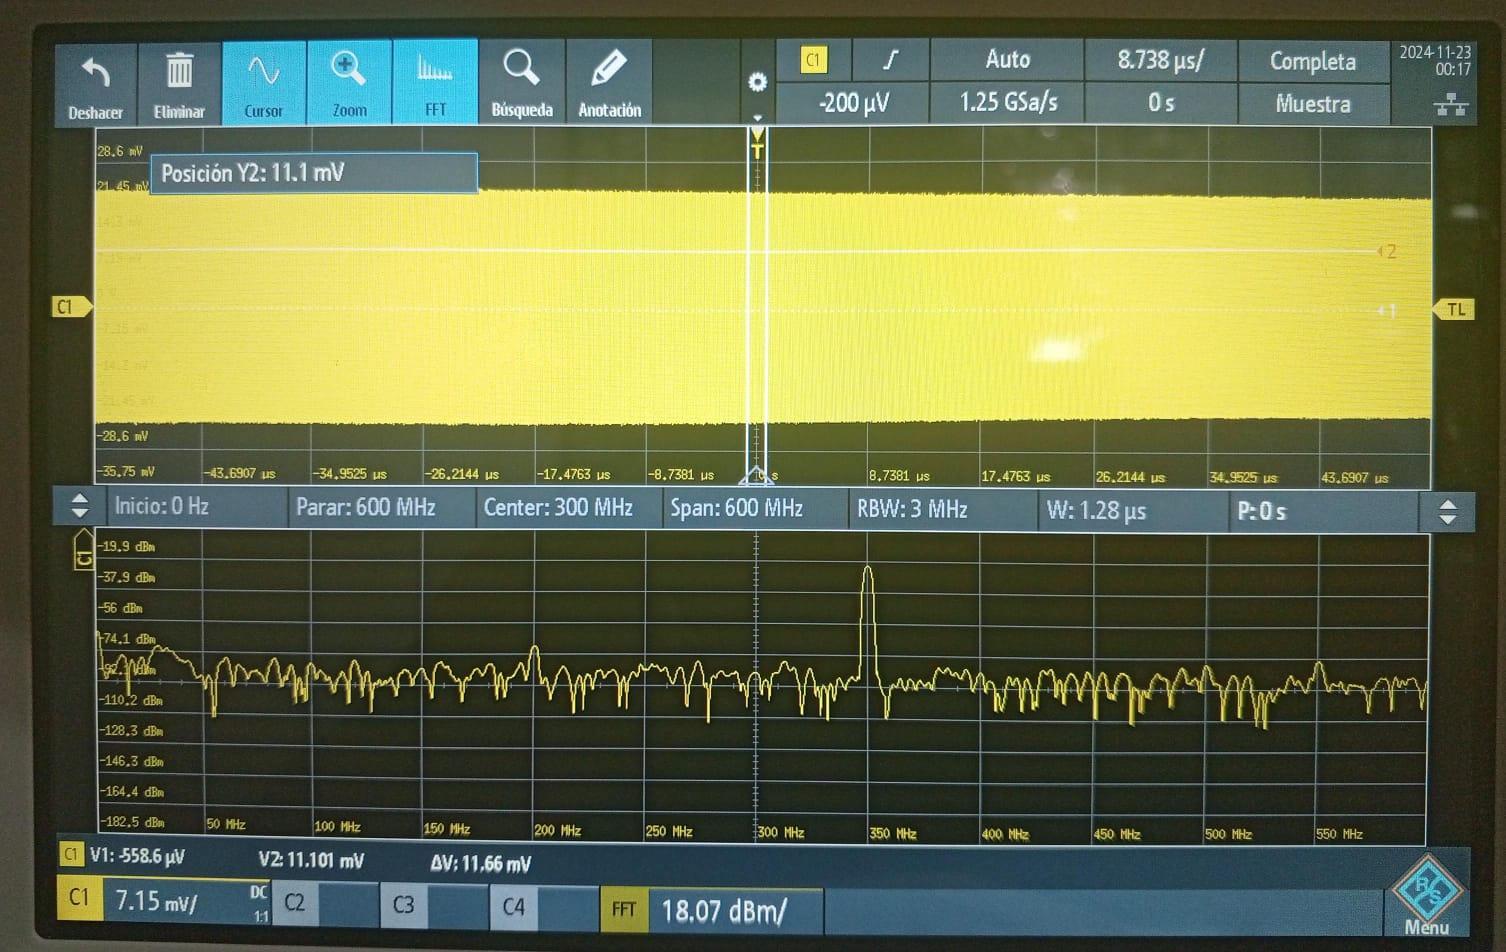 Deshacer Eliminar Cursor Zoom FFT Búsqueda Anotación
C1 Auto 8.738 µs/ Completa
-200 µV 1.25 GSa/s 0 s Muestra
2024-11-23
00:17
T
28.6 mV
Posición Y2: 11.1 mV
21.45 mV
14.3 mV
7.15 mV
2
C1
1
TL
-7.15 mV
-14.3 mV
-21.45 mV
-28.6 mV
-35.75 mV
-43.6907 µs -34.9525 µs -26.2144 µs -17.4763 µs -8.7381 µs 0 s 8.7381 µs 17.4763 µs 26.2144 µs 34.9525 µs 43.6907 µs
Inicio: 0 Hz Parar: 600 MHz Center: 300 MHz Span: 600 MHz RBW: 3 MHz W: 1.28 µs P: 0 s
C1
-19.9 dBm
-37.9 dBm
-56 dBm
-74.1 dBm
-110.2 dBm
-128.3 dBm
-146.3 dBm
-164.4 dBm
-182.5 dBm
50 MHz 100 MHz 150 MHz 200 MHz 250 MHz 300 MHz 350 MHz 400 MHz 450 MHz 500 MHz 550 MHz
C1 V1: -558.6 µV V2: 11.101 mV ΔV: 11.66 mV
C1 7.15 mV/ DC 1:1 C2 C3 C4 FFT 18.07 dBm/
R/S
Menu